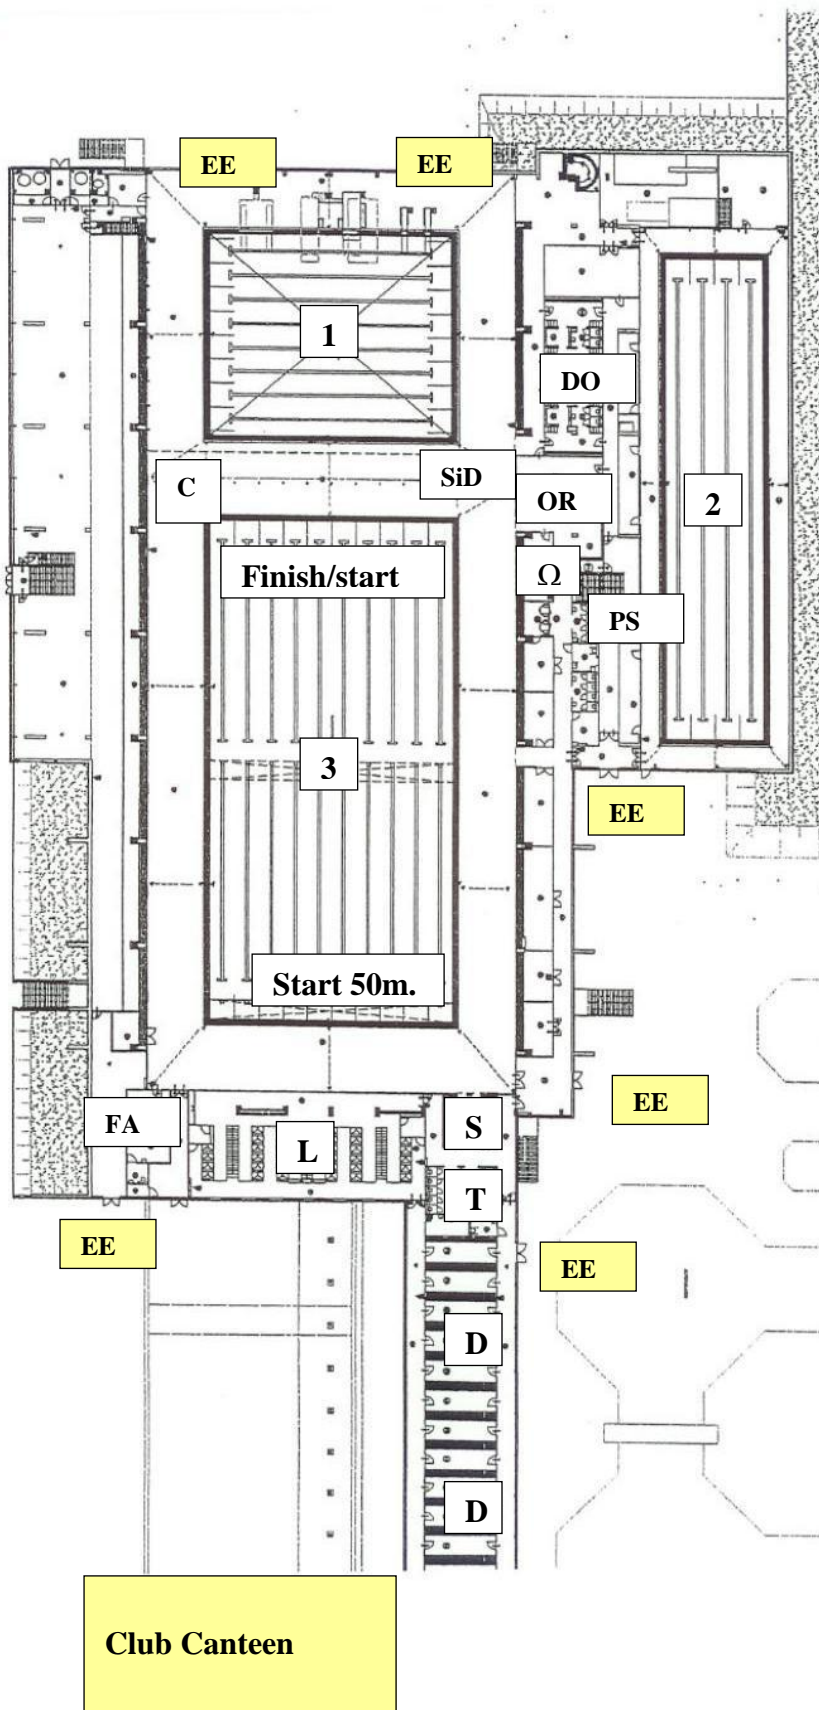 EE
EE
1
DO
SiD
C
OR
2
Finish/start
Ω
PS
3
EE
Start 50m.
EE
FA
S
L
T
EE
EE
D
D
Club Canteen